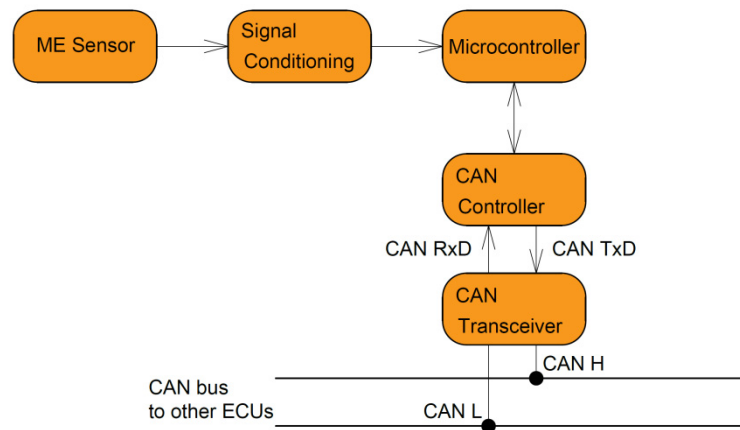 ME Sensor
Signal
Conditioning
Microcontroller
CAN
Controller
CAN RxD
CAN TxD
CAN
Transceiver
CAN H
CAN bus
to other ECUs
CAN L